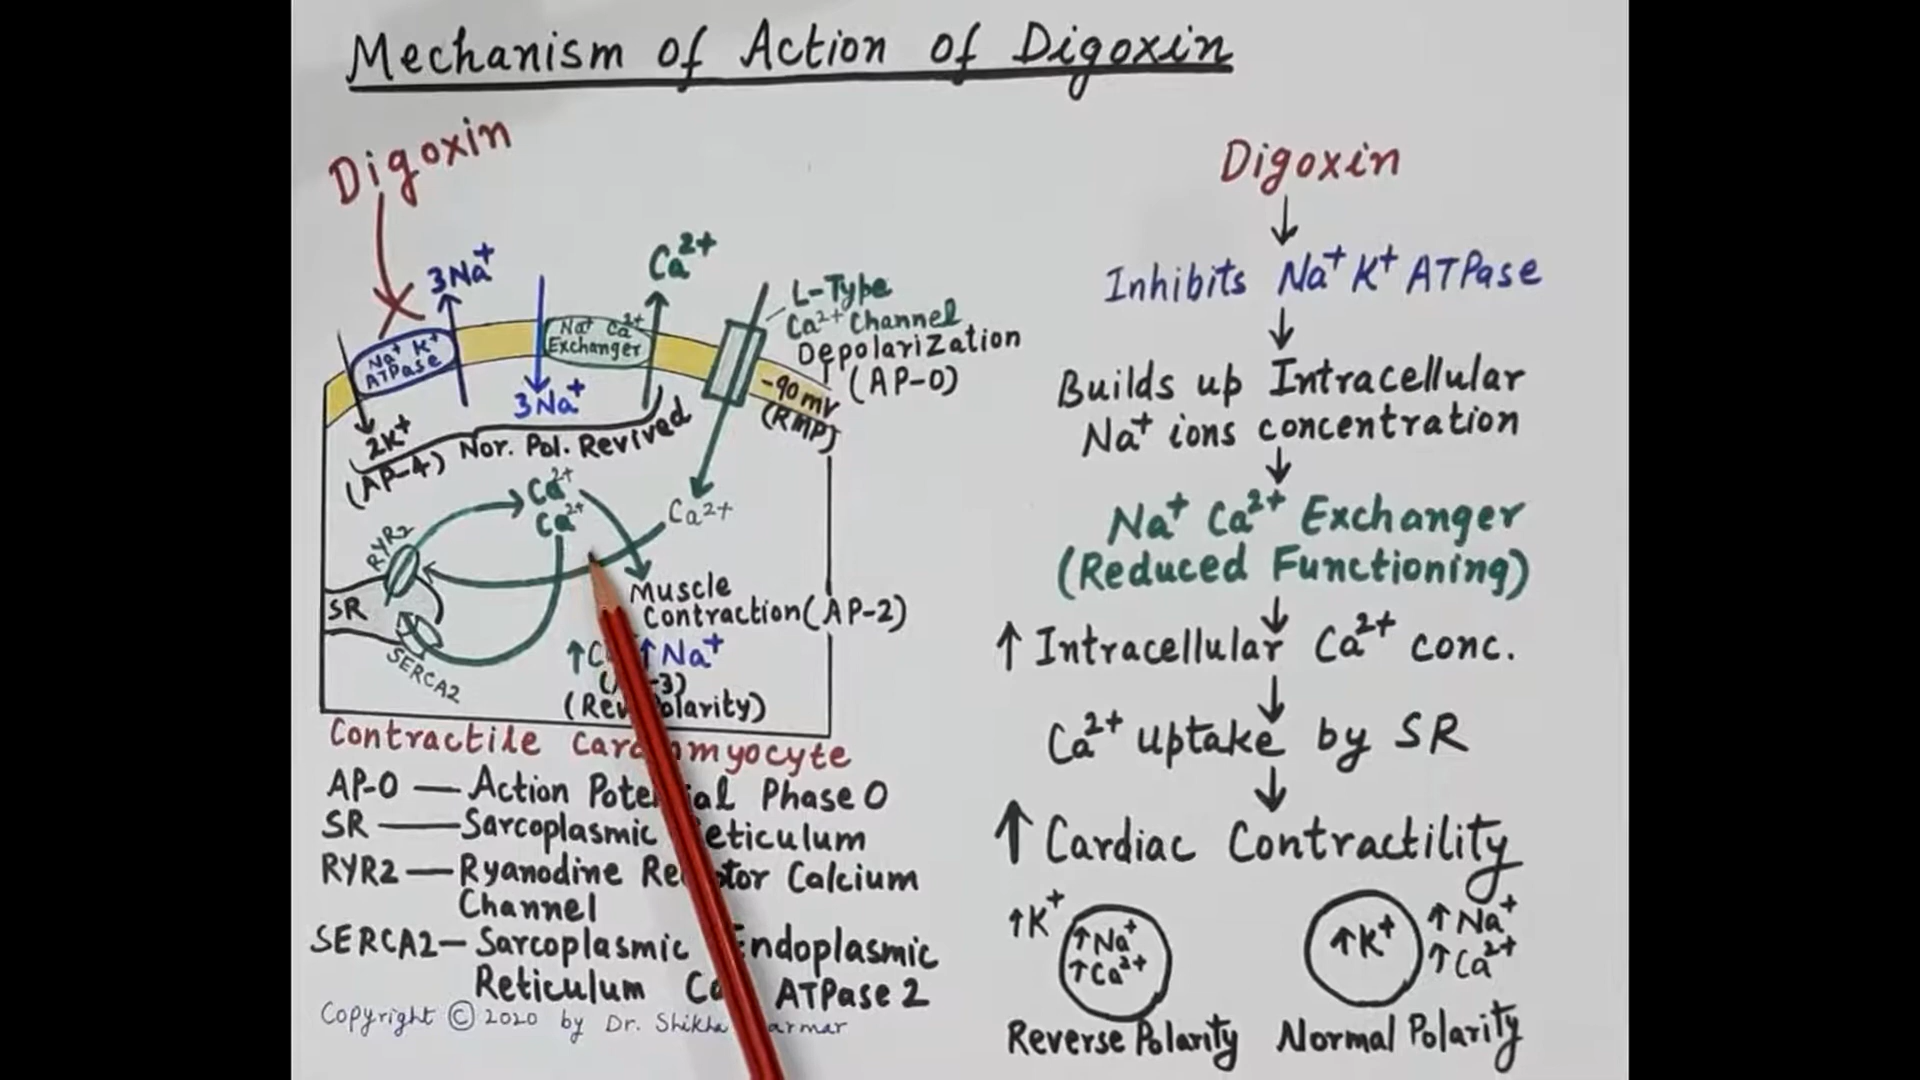 Mechanism of Action of Digoxin
Digoxin
3Na+
Ca2+
L-Type
Ca2+ Channel
Depolarization
(AP-0)
Na+ K+
ATPase
Na+ Ca2+
Exchanger
-90mv
(RMP)
3Na+
2K+
(AP-4)
Nor. Pol. Revived
Ca2+
Ca2+
Ca2+
RYR2
SR
SERCA2
Muscle
Contraction(AP-2)
↑Na+
Contractile
AP-0 — Action Phase 0
SR — Sarcoplasmic
RYR2 — Ryanodine Calcium
Channel
SERCA2 — Sarcoplasmic
Reticulum ATPase 2
Copyright © 2020 by Dr.
Digoxin
↓
Inhibits Na+ K+ ATPase
↓
Builds up Intracellular
Na+ ions concentration
↓
Na+ Ca2+ Exchanger
(Reduced Functioning)
↓
↑ Intracellular Ca2+ conc.
↓
Ca2+ uptake by SR
↓
↑ Cardiac Contractility
↑K+
↑Na+
↑Ca2+
Reverse Polarity
↑K+
↑Na+
↑Ca2+
Normal Polarity